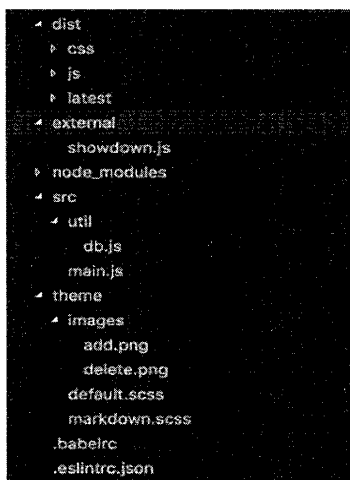 dist
css
js
latest
external
showdown.js
node_modules
src
util
db.js
main.js
theme
images
add.png
delete.png
default.scss
markdown.scss
.babelrc
.eslintrc.json